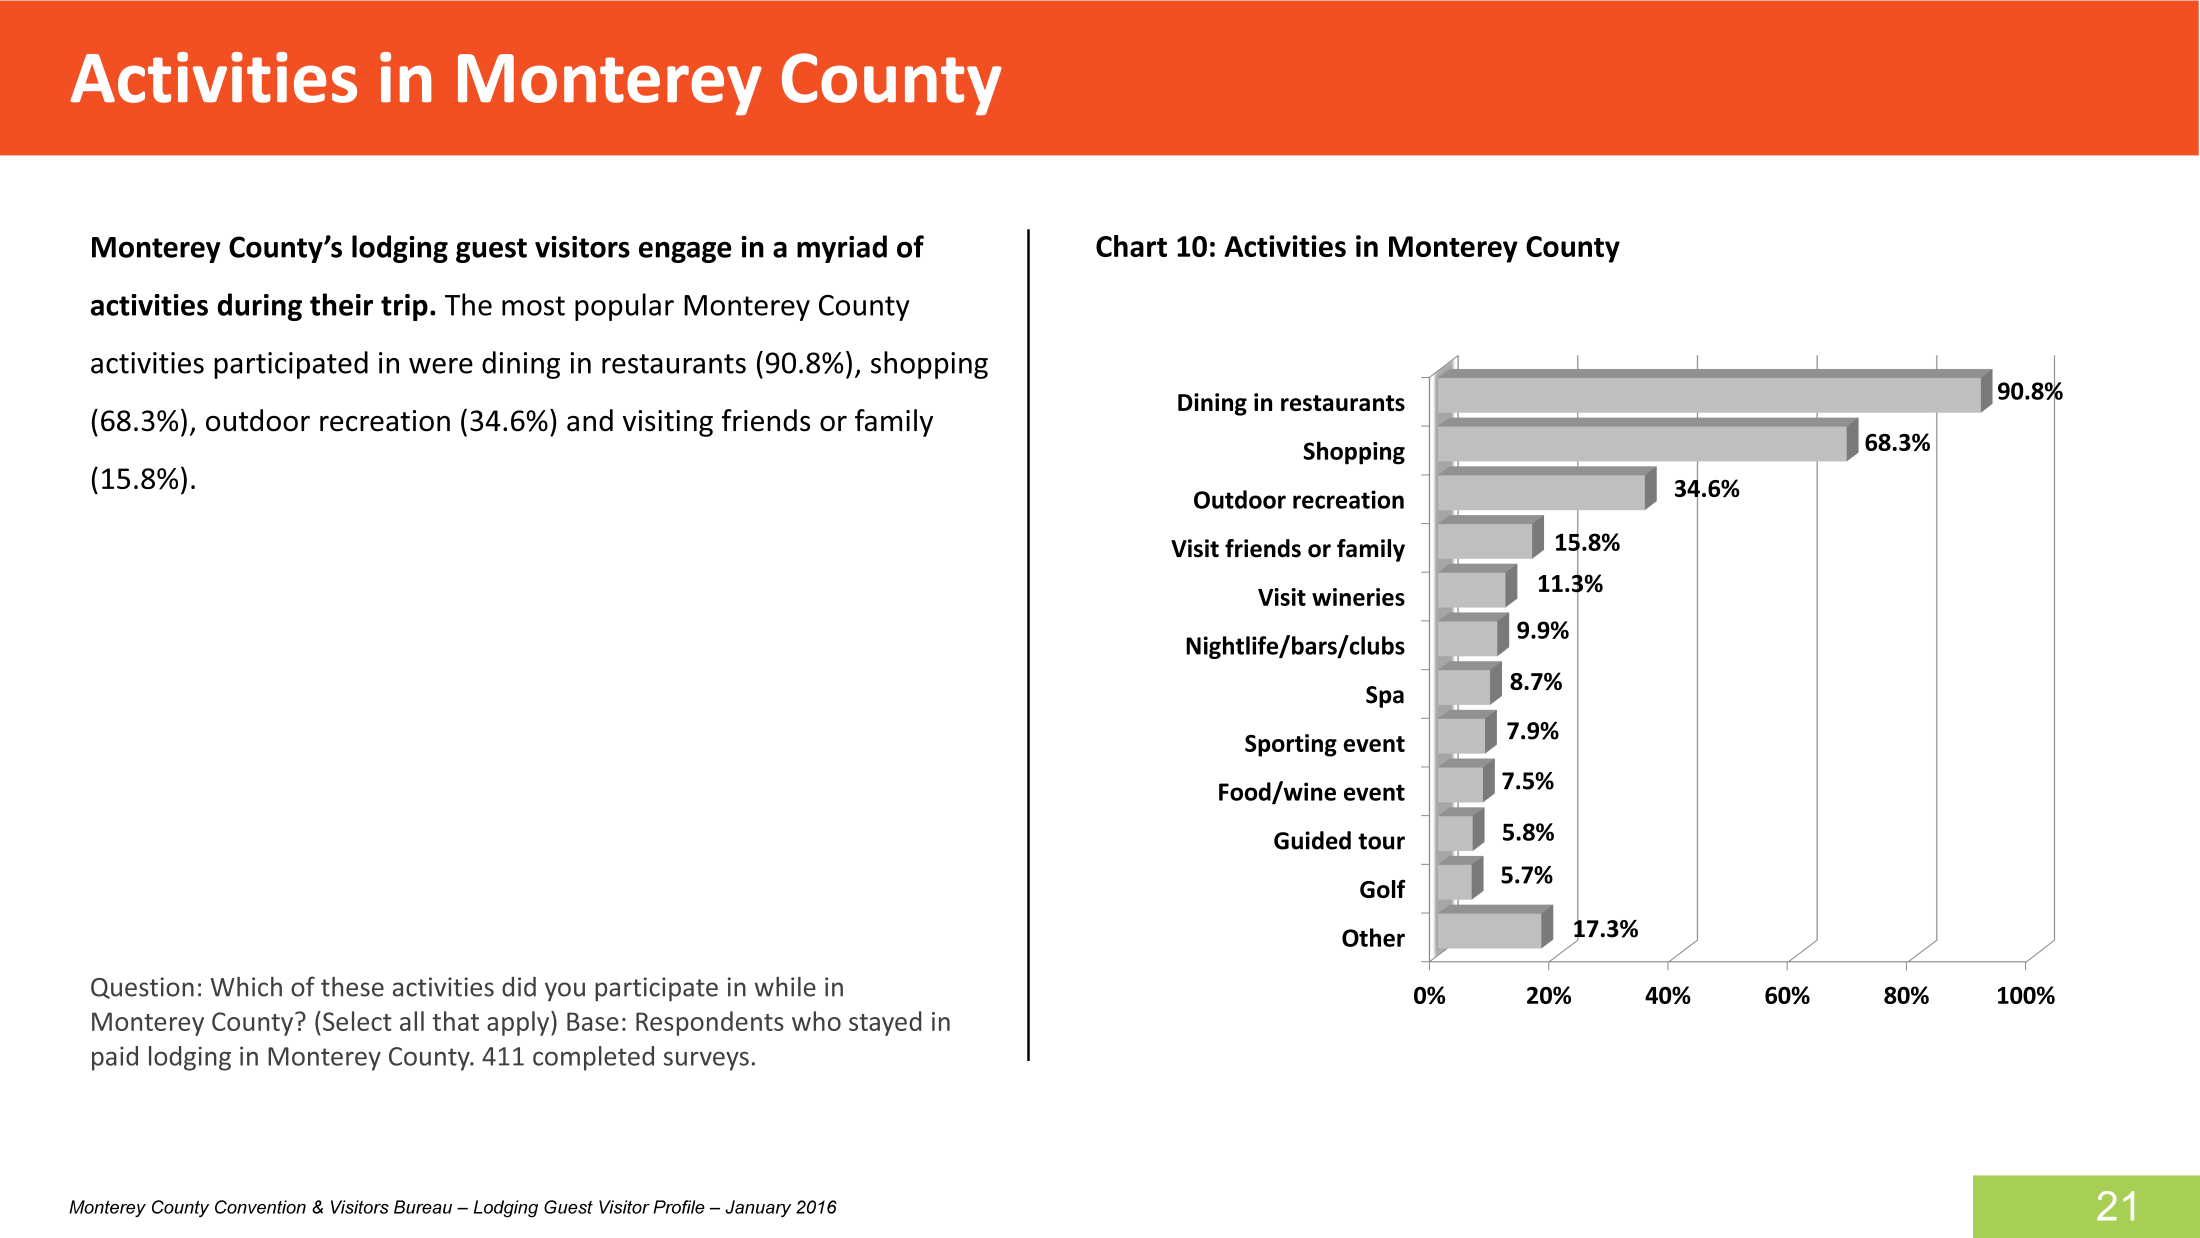 Activities in Monterey County
Monterey County’s lodging guest visitors engage in a myriad of
activities during their trip. The most popular Monterey County
activities participated in were dining in restaurants (90.8%), shopping
(68.3%), outdoor recreation (34.6%) and visiting friends or family
(15.8%).
Question: Which of these activities did you participate in while in
Monterey County? (Select all that apply) Base: Respondents who stayed in
paid lodging in Monterey County. 411 completed surveys.
Chart 10: Activities in Monterey County
Dining in restaurants 90.8%
Shopping 68.3%
Outdoor recreation 34.6%
Visit friends or family 15.8%
Visit wineries 11.3%
Nightlife/bars/clubs 9.9%
Spa 8.7%
Sporting event 7.9%
Food/wine event 7.5%
Guided tour 5.8%
Golf 5.7%
Other 17.3%
0% 20% 40% 60% 80% 100%
Monterey County Convention & Visitors Bureau – Lodging Guest Visitor Profile – January 2016
21